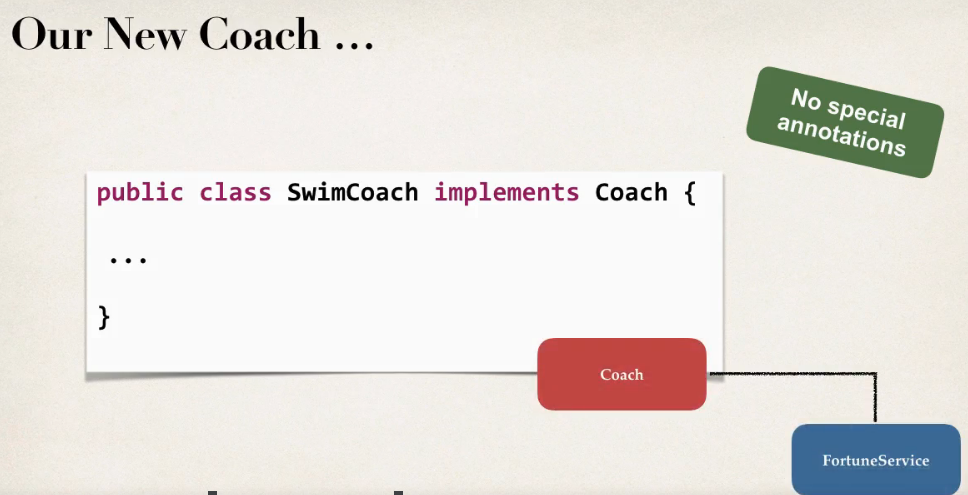 Our New Coach ...
No special
annotations
public class SwimCoach implements Coach {
...
}
Coach
FortuneService